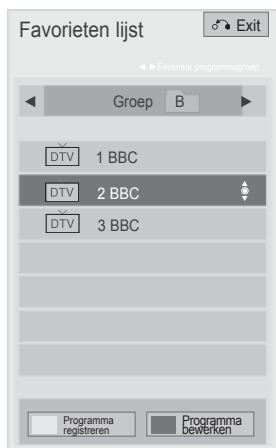 Favorieten lijst
Exit
◄ ►Favoriete programmagroep
◄ Groep B ►
DTV 1 BBC
DTV 2 BBC
DTV 3 BBC
Programma
registreren
Programma
bewerken